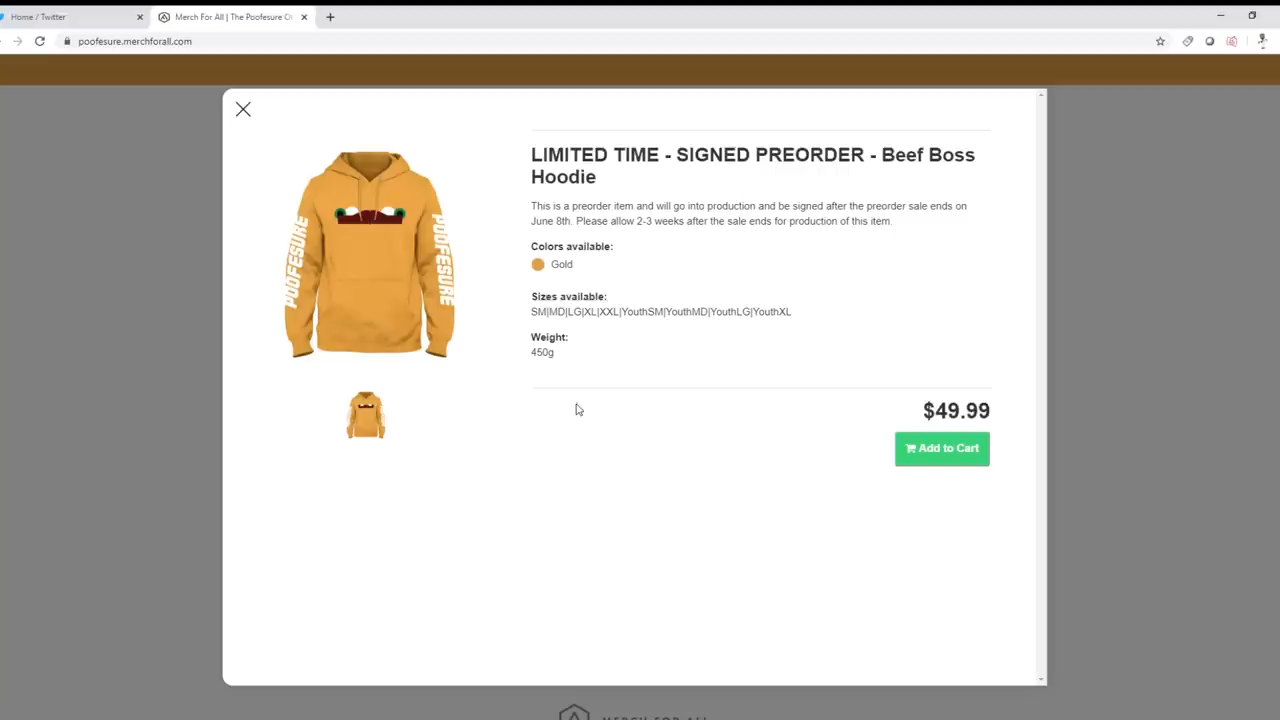 Home / Twitter
Merch For All | The Poofesure O
poofesure.merchforall.com
LIMITED TIME - SIGNED PREORDER - Beef Boss
Hoodie
This is a preorder item and will go into production and be signed after the preorder sale ends on
June 8th. Please allow 2-3 weeks after the sale ends for production of this item.
POOFESURE
POOFESURE
Colors available:
Gold
Sizes available:
SM|MD|LG|XL|XXL|YouthSM|YouthMD|YouthLG|YouthXL
Weight:
450g
$49.99
Add to Cart
MERCH FOR ALL